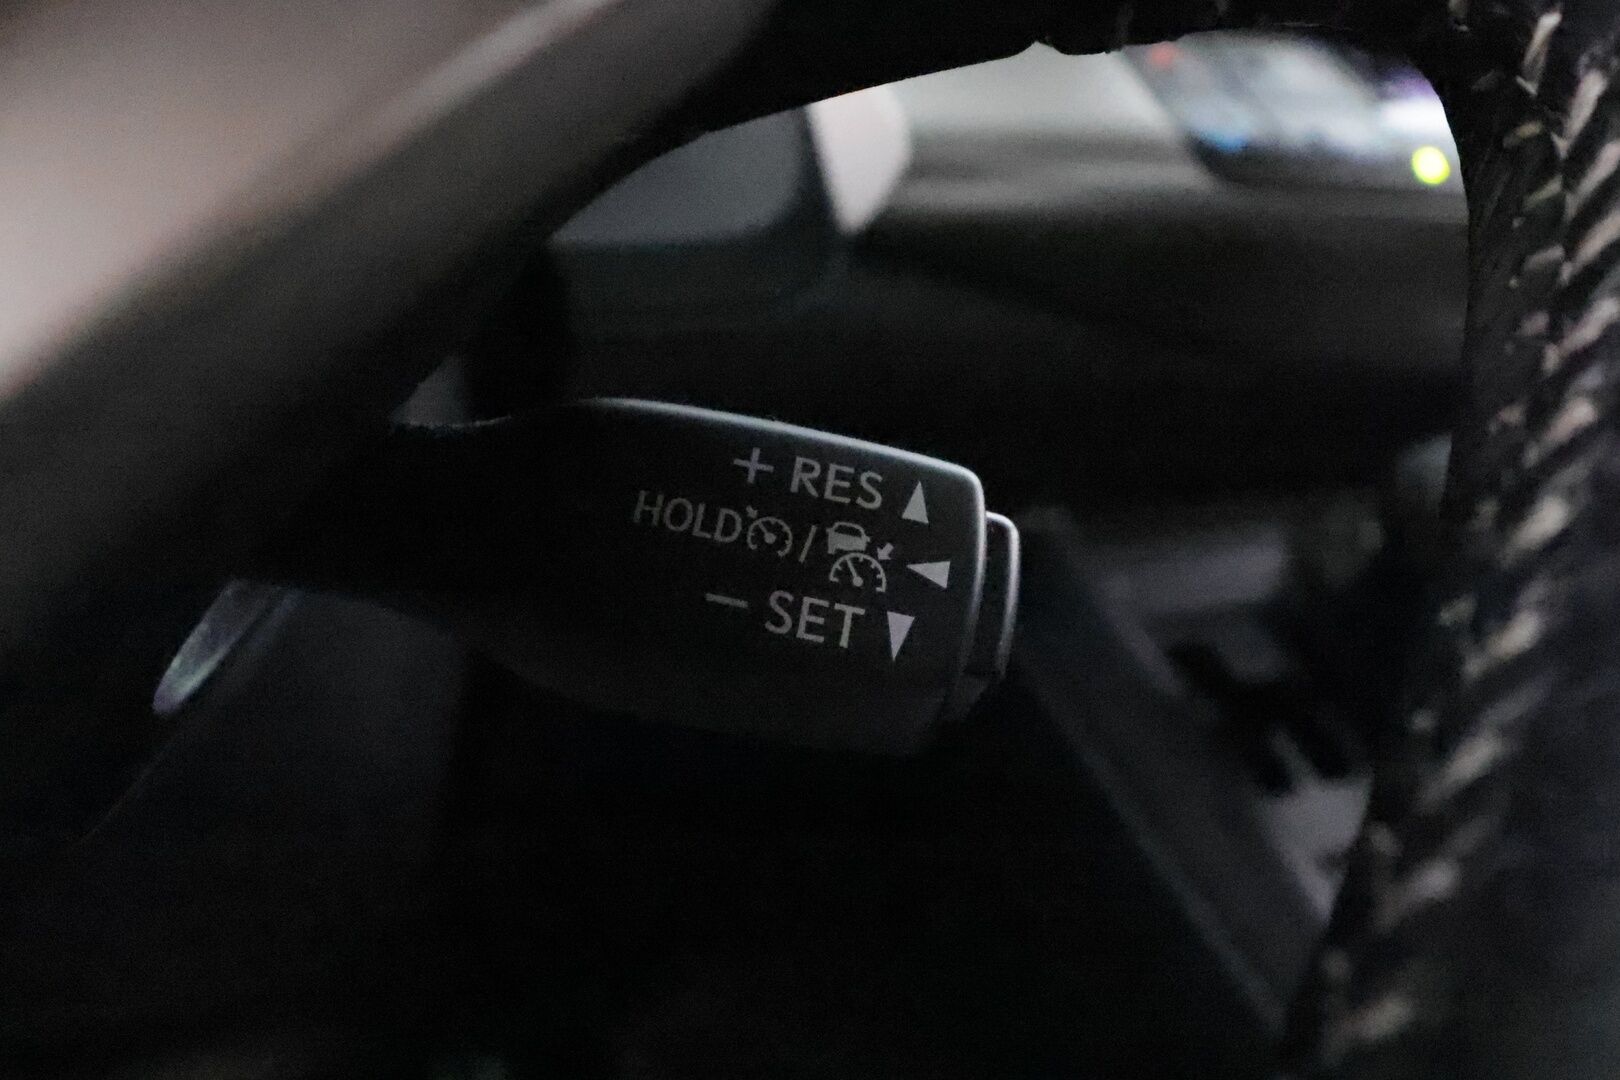 + RES
HOLD /
− SET